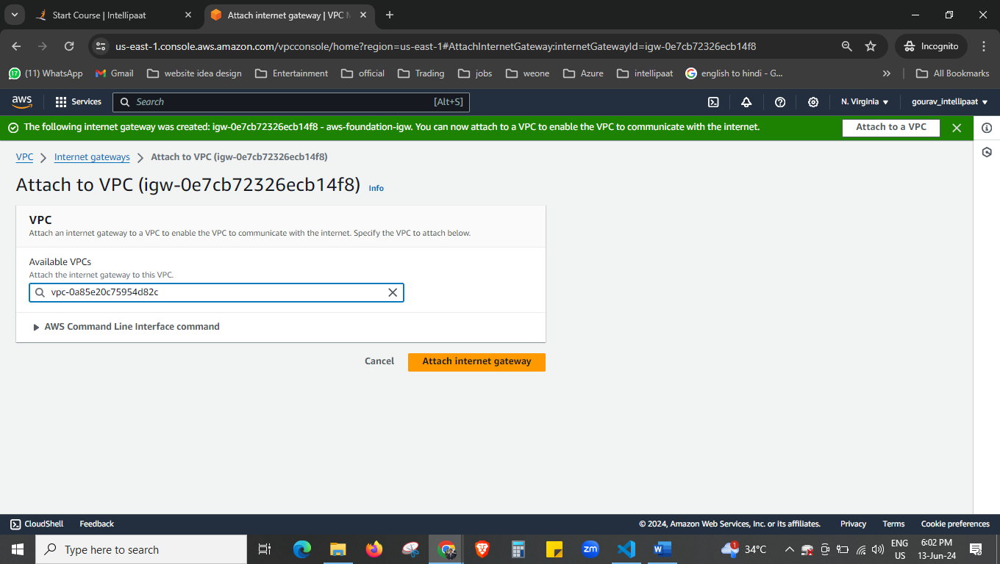 Start Course | Intellipaat
Attach internet gateway | VPC M
us-east-1.console.aws.amazon.com/vpcconsole/home?region=us-east-1#AttachInternetGateway:internetGatewayId=igw-0e7cb72326ecb14f8
Incognito
17
(11) WhatsApp
Gmail
website idea design
Entertainment
official
Trading
jobs
weone
Azure
intellipaat
english to hindi - G...
All Bookmarks
aws
Services
Search
[Alt+S]
N. Virginia
gourav_intellipaat
The following internet gateway was created: igw-0e7cb72326ecb14f8 - aws-foundation-igw. You can now attach to a VPC to enable the VPC to communicate with the internet.
Attach to a VPC
VPC
Internet gateways
Attach to VPC (igw-0e7cb72326ecb14f8)
Attach to VPC (igw-0e7cb72326ecb14f8) Info
VPC
Attach an internet gateway to a VPC to enable the VPC to communicate with the internet. Specify the VPC to attach below.
Available VPCs
Attach the internet gateway to this VPC.
vpc-0a85e20c75954d82c
AWS Command Line Interface command
Cancel
Attach internet gateway
CloudShell
Feedback
© 2024, Amazon Web Services, Inc. or its affiliates.
Privacy
Terms
Cookie preferences
Type here to search
zm
W
1
34°C
ENG
US
6:02 PM
13-Jun-24